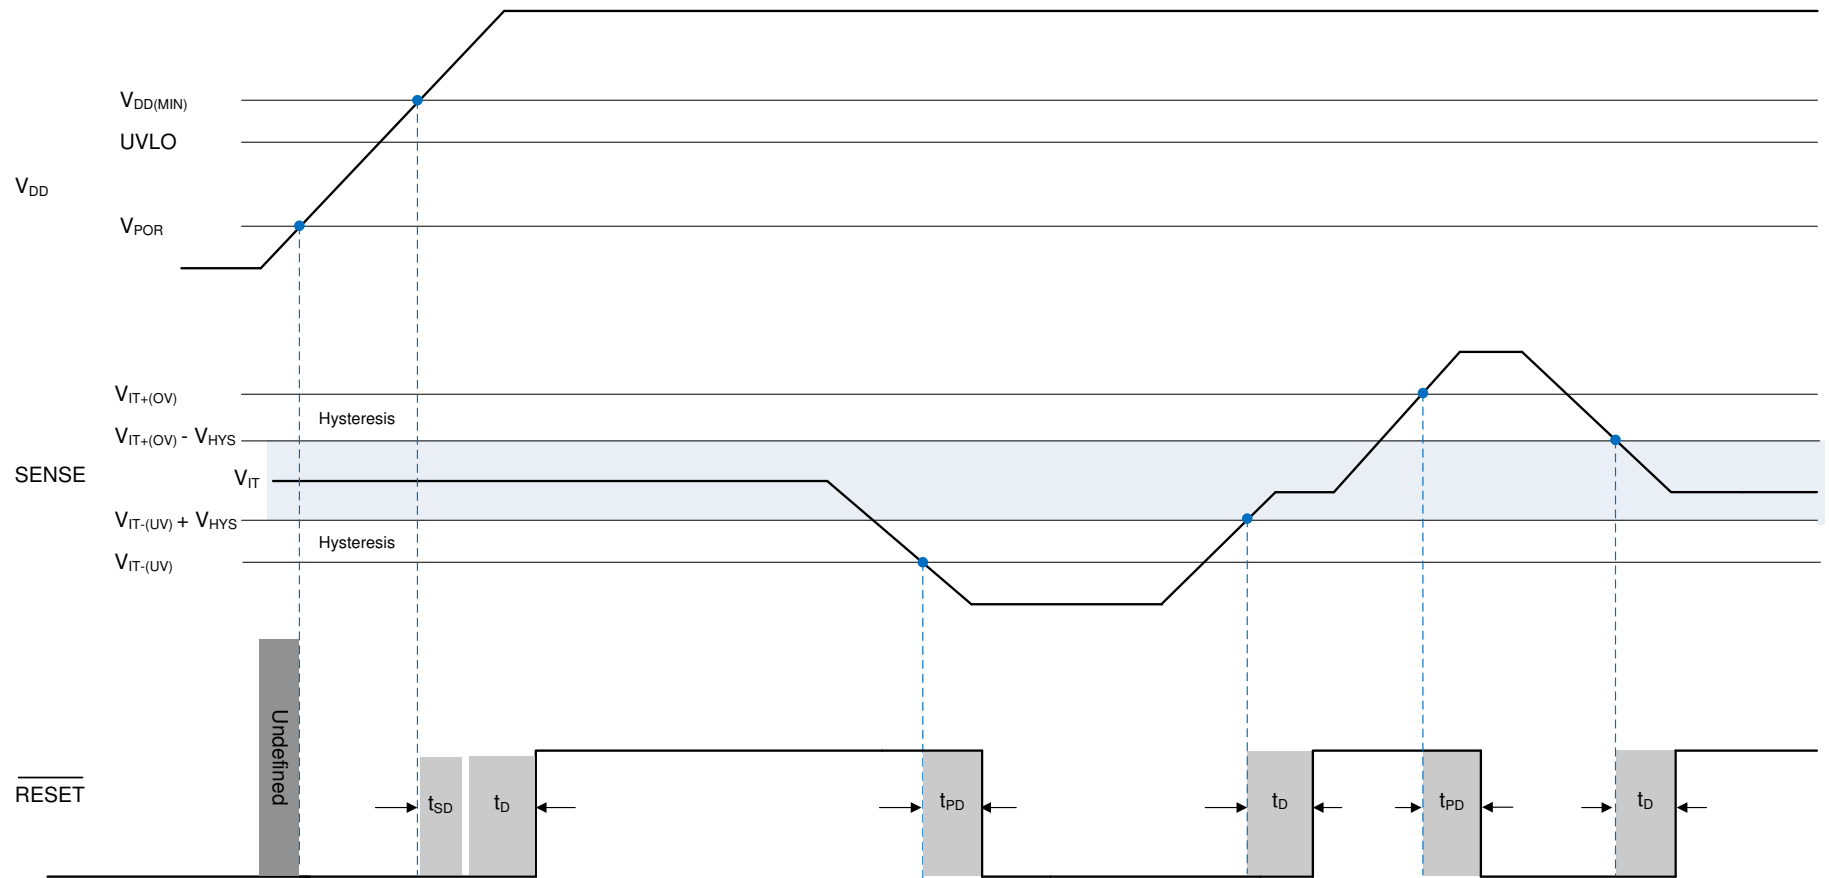 VDD(MIN)
UVLO
VDD
VPOR
VIT+(OV)
Hysteresis
VIT+(OV) - VHYS
SENSE
VIT
VIT-(UV) + VHYS
Hysteresis
VIT-(UV)
Undefined
RESET
tSD
tD
tPD
tD
tPD
tD